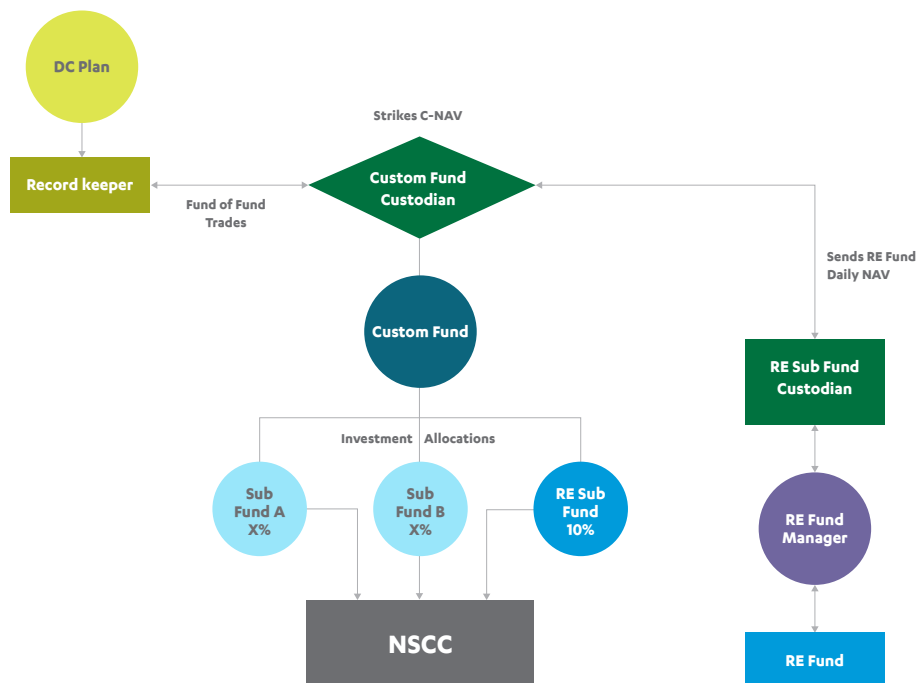 DC Plan
Strikes C-NAV
Record keeper
Custom Fund
Custodian
Fund of Fund
Trades
Sends RE Fund
Daily NAV
Custom Fund
RE Sub Fund
Custodian
Investment Allocations
Sub
Fund A
X%
Sub
Fund B
X%
RE Sub
Fund
10%
RE Fund
Manager
NSCC
RE Fund